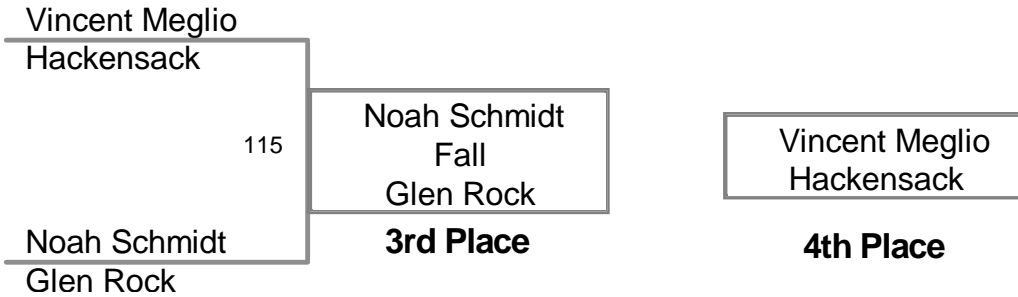 Vincent Meglio
Hackensack
115
Noah Schmidt
Fall
Glen Rock
3rd Place
Noah Schmidt
Glen Rock
Vincent Meglio
Hackensack
4th Place